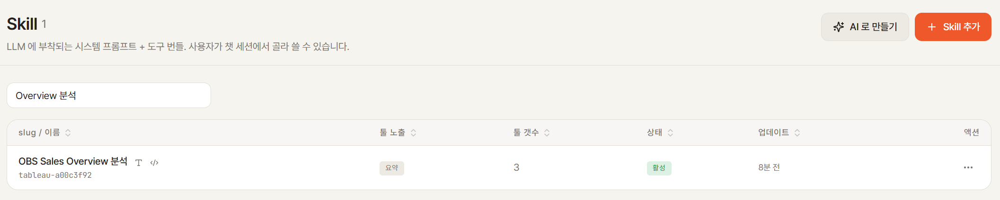 Skill 1
AI 로 만들기
+ Skill 추가
LLM 에 부착되는 시스템 프롬프트 + 도구 번들. 사용자가 챗 세션에서 골라 쓸 수 있습니다.
Overview 분석
slug / 이름 툴 노출 툴 갯수 상태 업데이트 액션
OBS Sales Overview 분석 T </>
요약 3 활성 8분 전 ...
tableau-a00c3f92